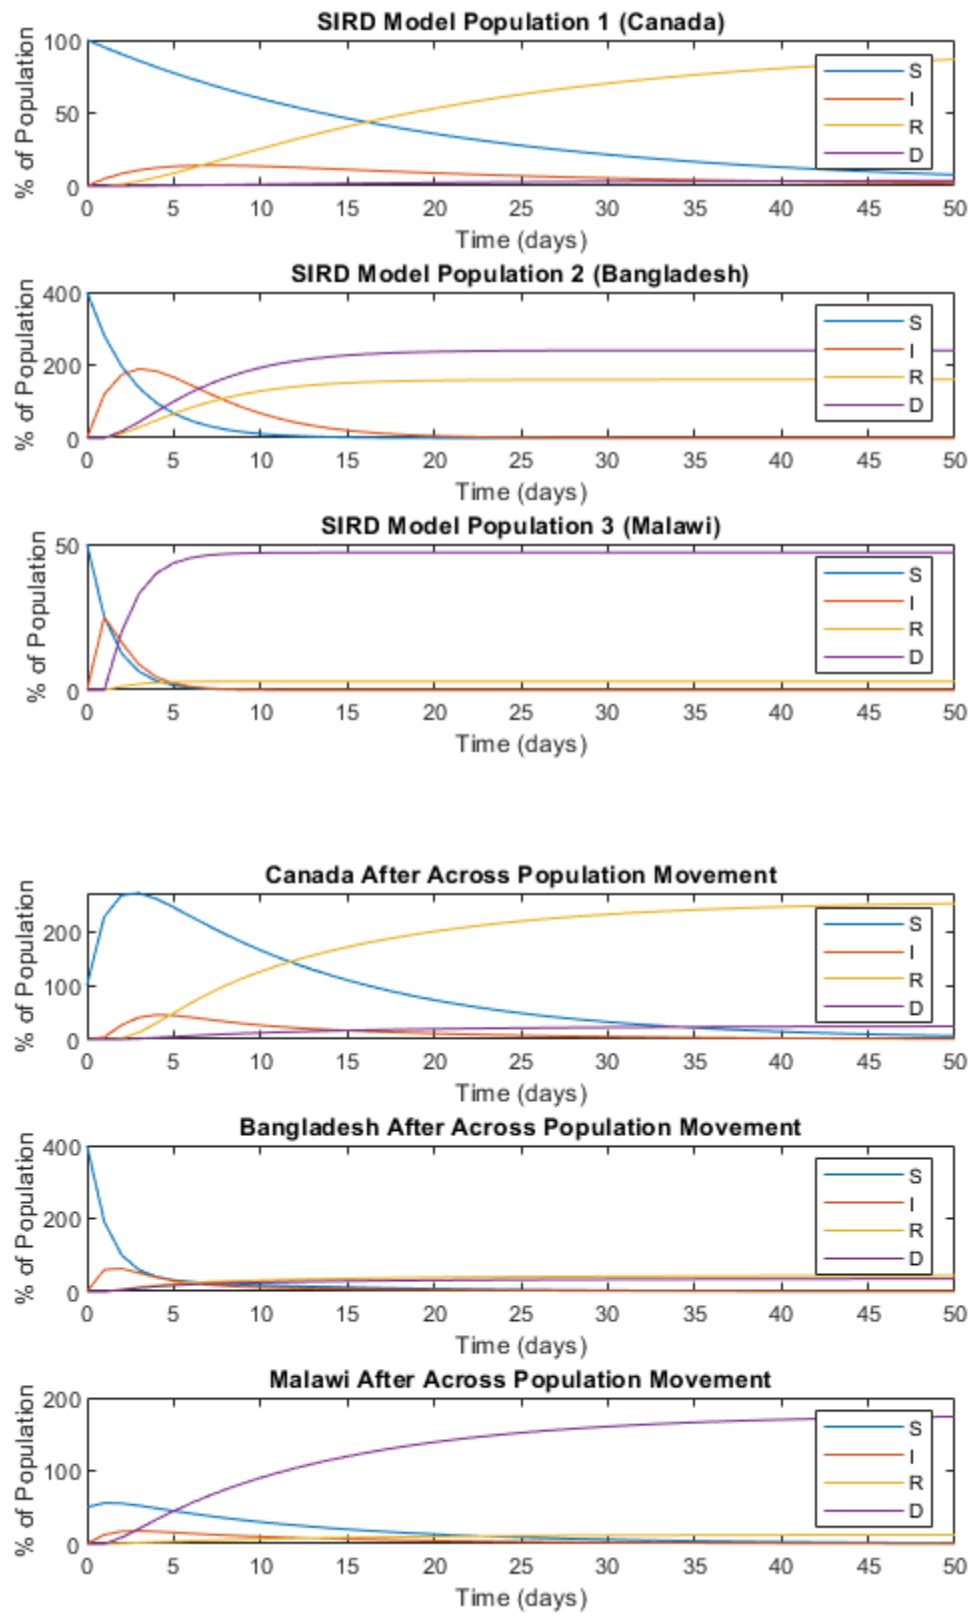 SIRD Model Population 1 (Canada)
% of Population
100
50
0
S
I
R
D
0 5 10 15 20 25 30 35 40 45 50
Time (days)
SIRD Model Population 2 (Bangladesh)
% of Population
400
200
0
S
I
R
D
0 5 10 15 20 25 30 35 40 45 50
Time (days)
SIRD Model Population 3 (Malawi)
% of Population
50
0
S
I
R
D
0 5 10 15 20 25 30 35 40 45 50
Time (days)
Canada After Across Population Movement
% of Population
200
100
0
S
I
R
D
0 5 10 15 20 25 30 35 40 45 50
Time (days)
Bangladesh After Across Population Movement
% of Population
400
200
0
S
I
R
D
0 5 10 15 20 25 30 35 40 45 50
Time (days)
Malawi After Across Population Movement
% of Population
200
100
0
S
I
R
D
0 5 10 15 20 25 30 35 40 45 50
Time (days)